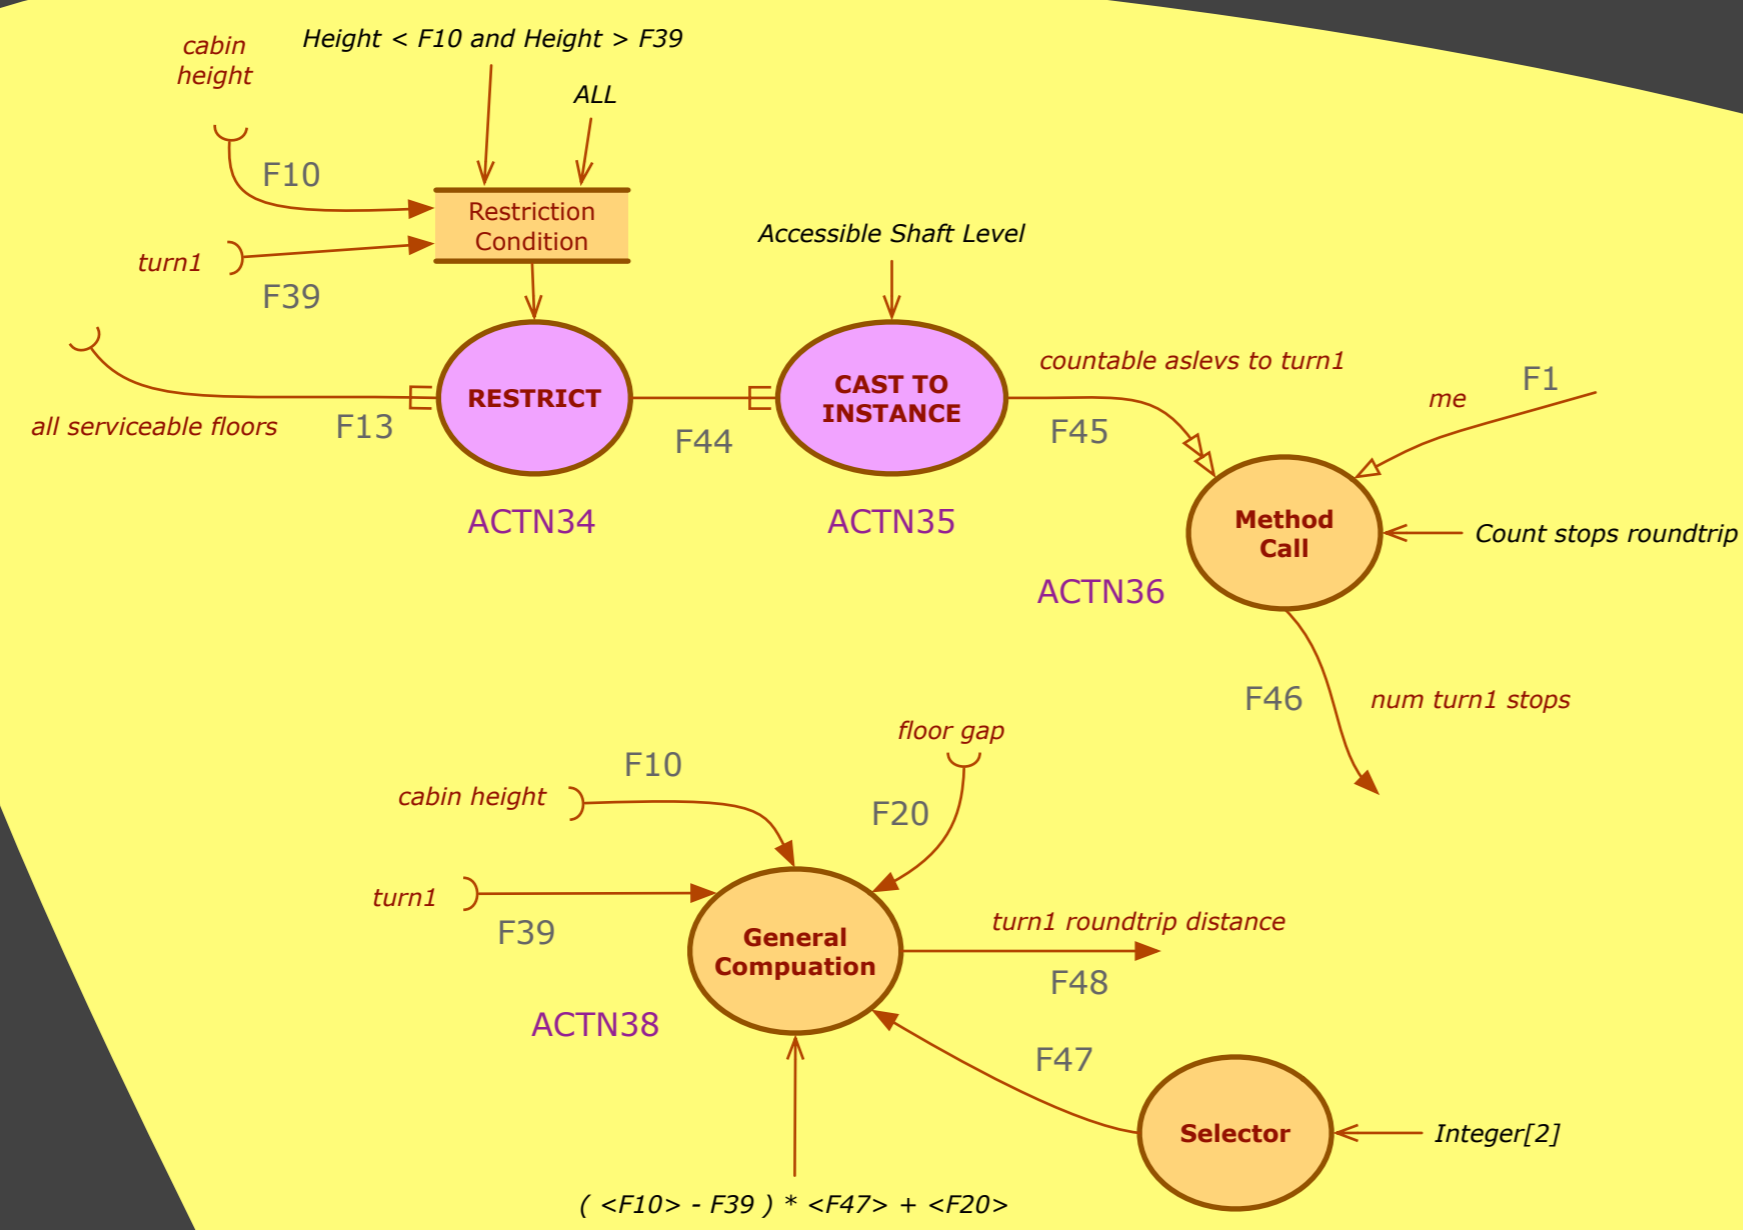 cabin
height
Height < F10 and Height > F39
ALL
F10
Restriction
Condition
turn1
F39
Accessible Shaft Level
RESTRICT
CAST TO
INSTANCE
countable aslevs to turn1
F1
me
all serviceable floors
F13
F44
F45
ACTN34
ACTN35
Method
Call
Count stops roundtrip
ACTN36
F46
num turn1 stops
floor gap
F10
cabin height
F20
turn1
F39
General
Compuation
turn1 roundtrip distance
F48
ACTN38
F47
Selector
Integer[2]
( <F10> - F39 ) * <F47> + <F20>